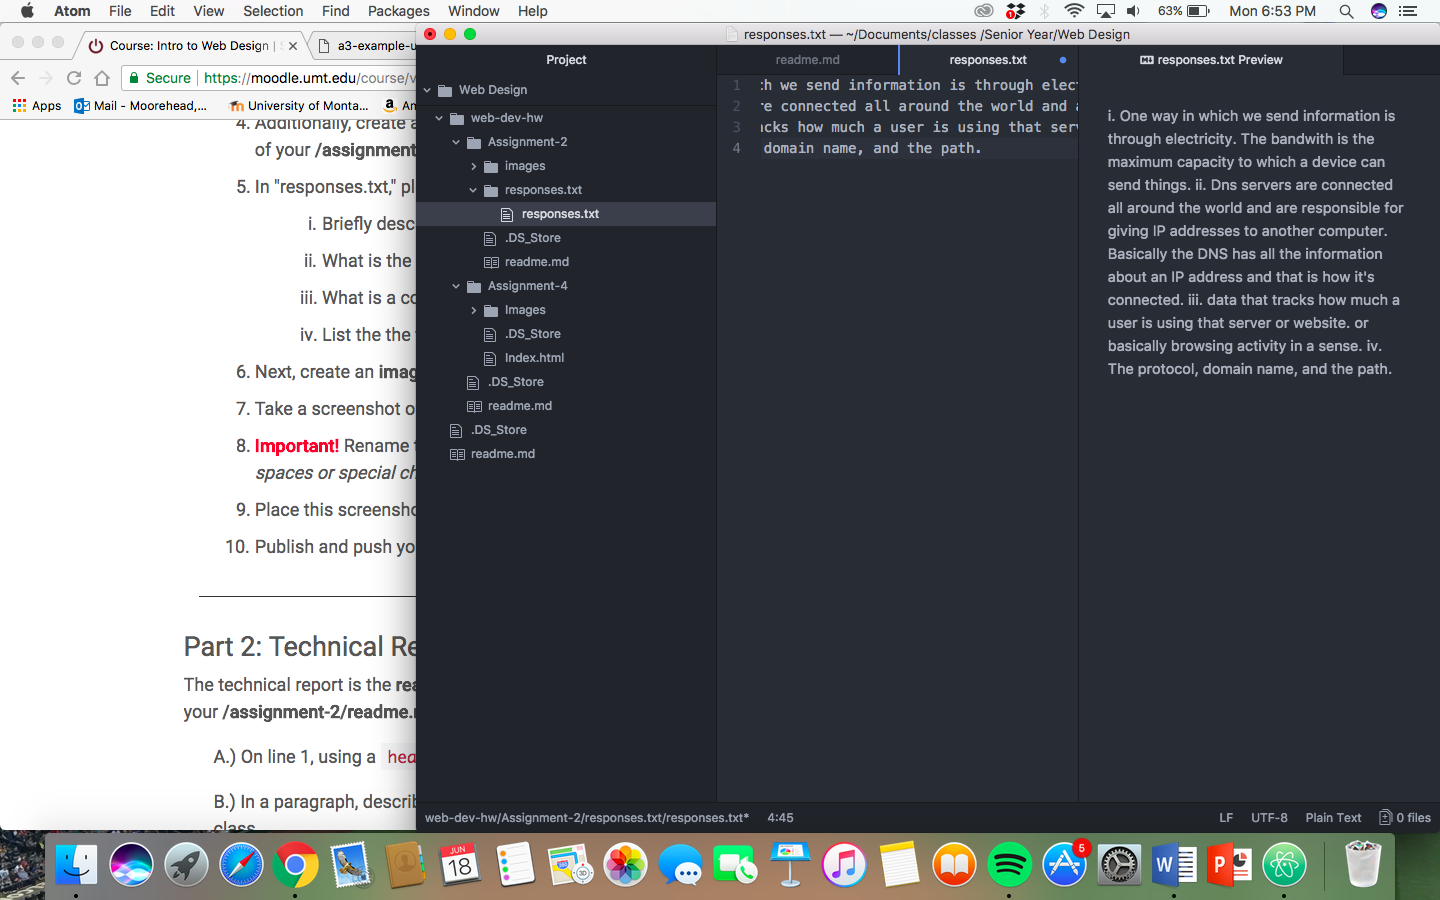 Atom File Edit View Selection Find Packages Window Help
63% Mon 6:53 PM
Course: Intro to Web Design |
a3-example-u
Secure | https://moodle.umt.edu/course/v
Apps Mail - Moorehead,... University of Monta... Am
4. Additionally, create a
of your /assignment
5. In "responses.txt," pl
i. Briefly desc
ii. What is the
iii. What is a co
iv. List the the
6. Next, create an imag
7. Take a screenshot o
8. Important! Rename t
spaces or special ch
9. Place this screensho
10. Publish and push yo
Part 2: Technical Re
The technical report is the rea
your /assignment-2/readme.
A.) On line 1, using a hea
B.) In a paragraph, describ
class
responses.txt — ~/Documents/classes /Senior Year/Web Design
Project
Web Design
web-dev-hw
Assignment-2
images
responses.txt
responses.txt
.DS_Store
readme.md
Assignment-4
Images
.DS_Store
Index.html
.DS_Store
readme.md
.DS_Store
readme.md
readme.md
responses.txt
1 ch we send information is through elect
2 re connected all around the world and a
3 acks how much a user is using that serv
4 domain name, and the path.
responses.txt Preview
i. One way in which we send information is
through electricity. The bandwith is the
maximum capacity to which a device can
send things. ii. Dns servers are connected
all around the world and are responsible for
giving IP addresses to another computer.
Basically the DNS has all the information
about an IP address and that is how it's
connected. iii. data that tracks how much a
user is using that server or website. or
basically browsing activity in a sense. iv.
The protocol, domain name, and the path.
web-dev-hw/Assignment-2/responses.txt/responses.txt* 4:45
LF UTF-8 Plain Text 0 files
JUN
18
3D
5
W
P